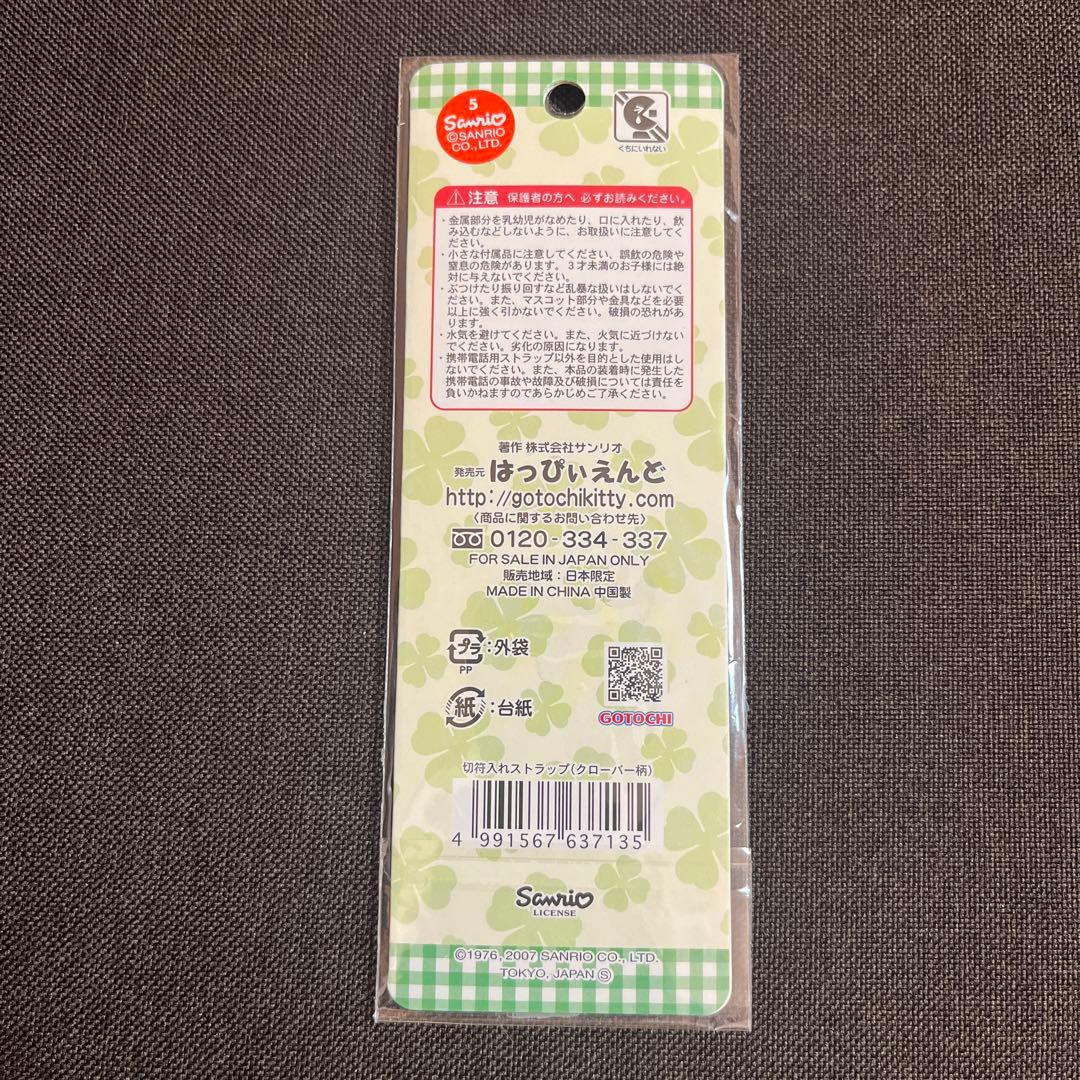 5
Sanrio
©SANRIO
CO., LTD.
くちにいれない
注意 保護者の方へ 必ずお読みください。
・金属部分を乳幼児がなめたり、口に入れたり、飲
み込むなどしないように、お取扱いに注意してく
ださい。
・小さな付属品に注意してください、誤飲の危険や
窒息の危険があります。３才未満のお子様には絶
対に与えないでください。
・ぶつけたり振り回すなど乱暴な扱いはしないでく
ださい。また、マスコット部分や金具などを必要
以上に強く引かないでください。破損の恐れがあ
ります。
・水気を避けてください。また、火気に近づけない
でください。劣化の原因になります。
・携帯電話用ストラップ以外を目的とした使用はし
ないでください。また、本品の装着時に発生した
携帯電話の事故や故障及び破損については責任を
負いかねますのであらかじめご了承ください。
著作 株式会社サンリオ
発売元 はっぴぃえんど
http://gotochikitty.com
〈商品に関するお問い合わせ先〉
0120-334-337
FOR SALE IN JAPAN ONLY
販売地域：日本限定
MADE IN CHINA 中国製
プラ：外袋
PP
紙：台紙
GOTOCHI
切符入れストラップ(クローバー柄)
4 991567 637135
Sanrio
LICENSE
©1976, 2007 SANRIO CO., LTD.
TOKYO, JAPAN Ⓢ